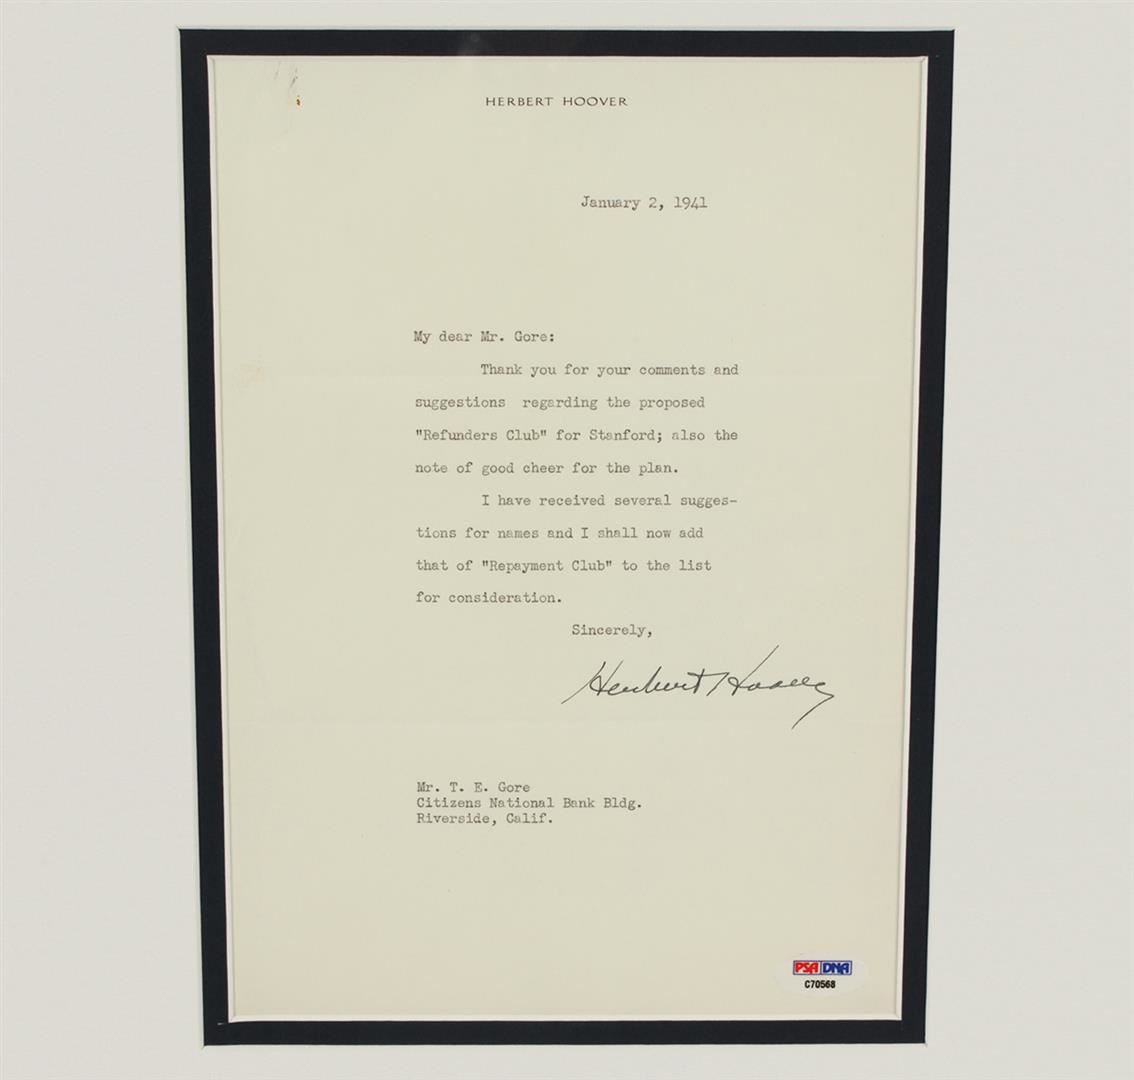 HERBERT HOOVER
January 2, 1941
My dear Mr. Gore:
Thank you for your comments and
suggestions regarding the proposed
"Refunders Club" for Stanford; also the
note of good cheer for the plan.
I have received several sugges-
tions for names and I shall now add
that of "Repayment Club" to the list
for consideration.
Sincerely,
Herbert Hoover
Mr. T. E. Gore
Citizens National Bank Bldg.
Riverside, Calif.
PSA DNA
C70568